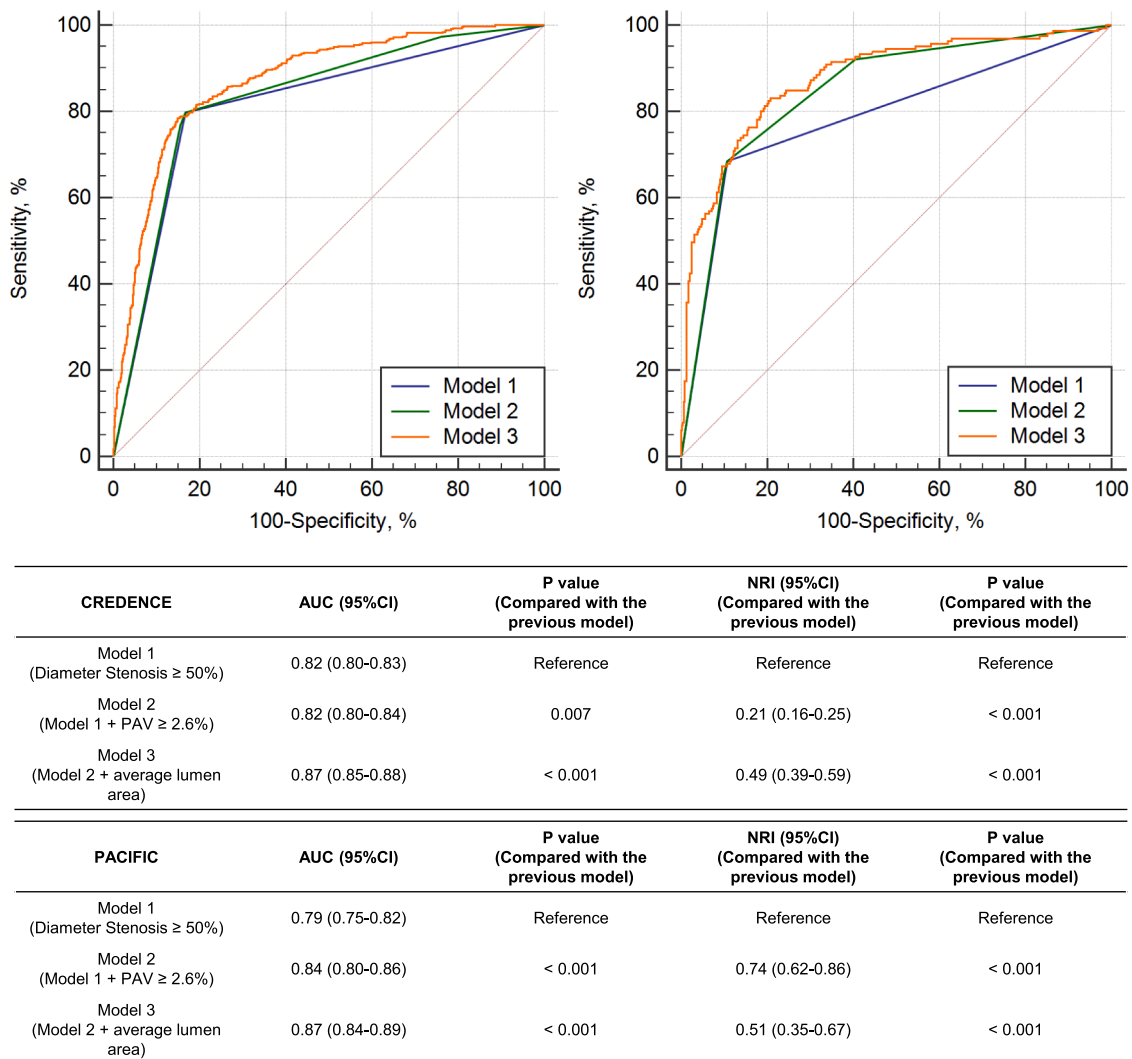 100
80
60
40
20
0
Sensitivity, %
Model 1
Model 2
Model 3
0 20 40 60 80 100
100-Specificity, %
100
80
60
40
20
0
Sensitivity, %
Model 1
Model 2
Model 3
0 20 40 60 80 100
100-Specificity, %
CREDENCE AUC (95%CI) P value (Compared with the previous model) NRI (95%CI) (Compared with the previous model) P value (Compared with the previous model)
Model 1
(Diameter Stenosis ≥ 50%) 0.82 (0.80-0.83) Reference Reference Reference
Model 2
(Model 1 + PAV ≥ 2.6%) 0.82 (0.80-0.84) 0.007 0.21 (0.16-0.25) < 0.001
Model 3
(Model 2 + average lumen
area) 0.87 (0.85-0.88) < 0.001 0.49 (0.39-0.59) < 0.001
PACIFIC AUC (95%CI) P value (Compared with the previous model) NRI (95%CI) (Compared with the previous model) P value (Compared with the previous model)
Model 1
(Diameter Stenosis ≥ 50%) 0.79 (0.75-0.82) Reference Reference Reference
Model 2
(Model 1 + PAV ≥ 2.6%) 0.84 (0.80-0.86) < 0.001 0.74 (0.62-0.86) < 0.001
Model 3
(Model 2 + average lumen
area) 0.87 (0.84-0.89) < 0.001 0.51 (0.35-0.67) < 0.001